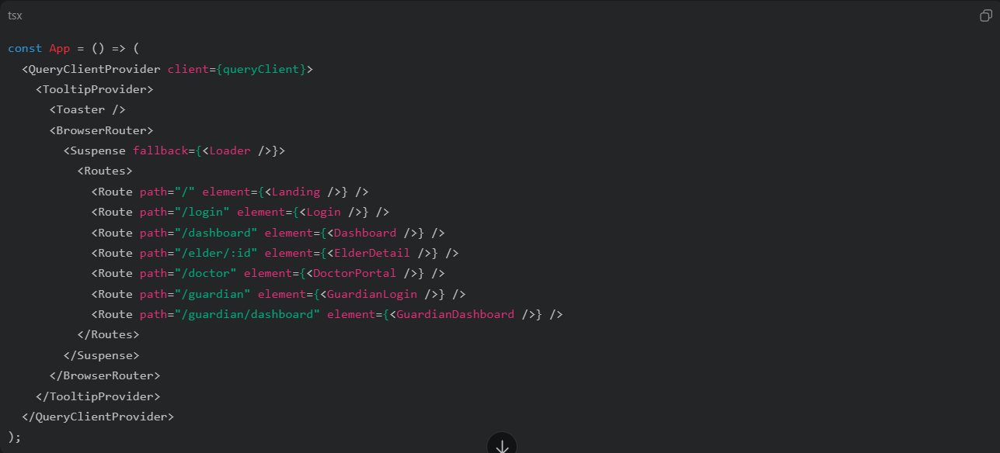 tsx
const App = () => (
  <QueryClientProvider client={queryClient}>
    <TooltipProvider>
      <Toaster />
      <BrowserRouter>
        <Suspense fallback={<Loader />}>
          <Routes>
            <Route path="/" element={<Landing />} />
            <Route path="/login" element={<Login />} />
            <Route path="/dashboard" element={<Dashboard />} />
            <Route path="/elder/:id" element={<ElderDetail />} />
            <Route path="/doctor" element={<DoctorPortal />} />
            <Route path="/guardian" element={<GuardianLogin />} />
            <Route path="/guardian/dashboard" element={<GuardianDashboard />} />
          </Routes>
        </Suspense>
      </BrowserRouter>
    </TooltipProvider>
  </QueryClientProvider>
);